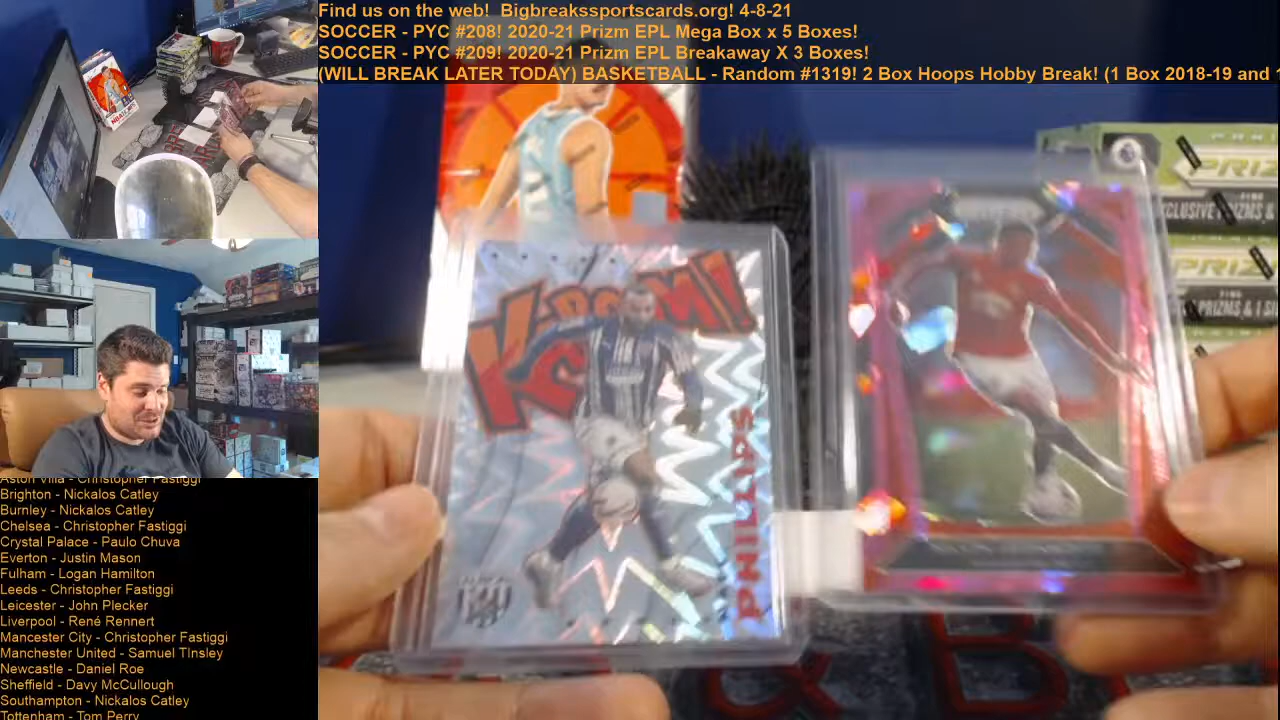 Find us on the web! Bigbreakssportscards.org! 4-8-21
SOCCER - PYC #208! 2020-21 Prizm EPL Mega Box x 5 Boxes!
SOCCER - PYC #209! 2020-21 Prizm EPL Breakaway X 3 Boxes!
(WILL BREAK LATER TODAY) BASKETBALL - Random #1319! 2 Box Hoops Hobby Break! (1 Box 2018-19 and 1
Aston Villa - Christopher Fastiggi
Brighton - Nickalos Catley
Burnley - Nickalos Catley
Chelsea - Christopher Fastiggi
Crystal Palace - Paulo Chuva
Everton - Justin Mason
Fulham - Logan Hamilton
Leeds - Christopher Fastiggi
Leicester - John Plecker
Liverpool - René Rennert
Mancester City - Christopher Fastiggi
Manchester United - Samuel TInsley
Newcastle - Daniel Roe
Sheffield - Davy McCullough
Southampton - Nickalos Catley
Tottenham - Tom Perry
PHILLIPS
PRIZMS & 1
&
B